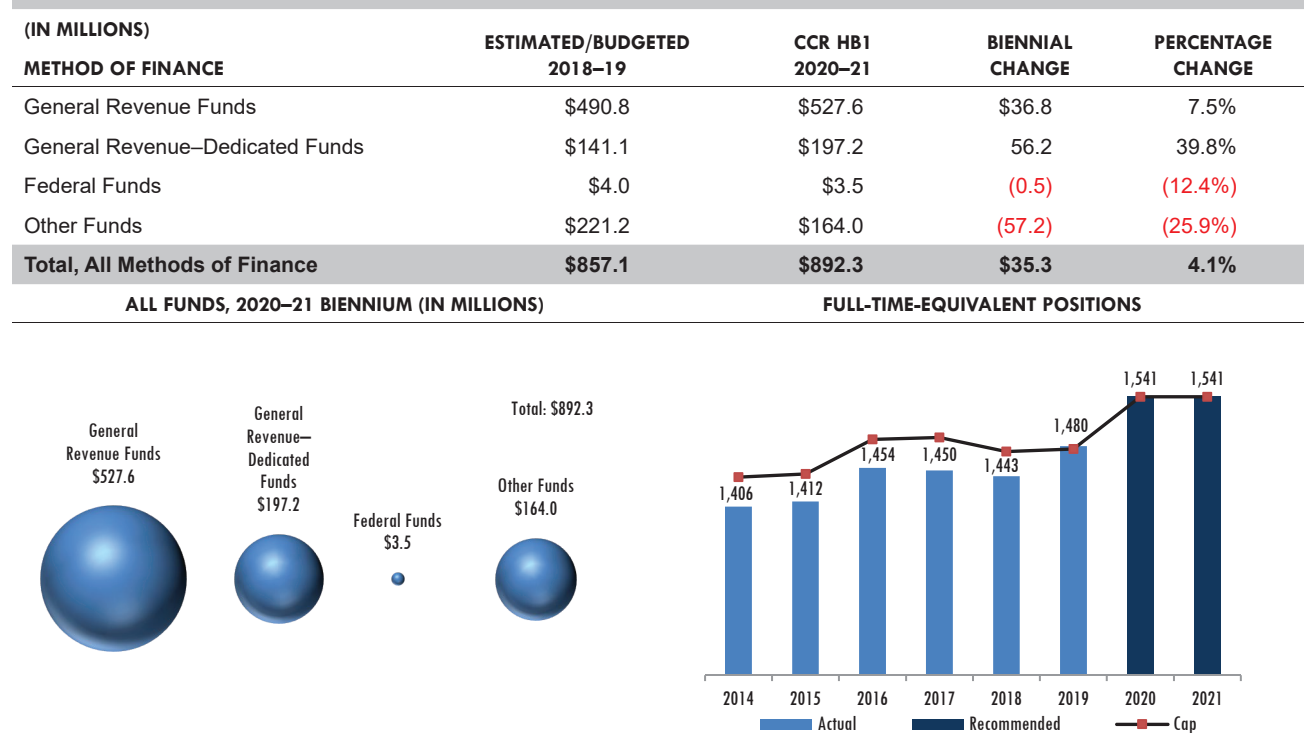 (IN MILLIONS)
METHOD OF FINANCE ESTIMATED/BUDGETED 2018–19 CCR HB1 2020–21 BIENNIAL CHANGE PERCENTAGE CHANGE
General Revenue Funds $490.8 $527.6 $36.8 7.5%
General Revenue–Dedicated Funds $141.1 $197.2 56.2 39.8%
Federal Funds $4.0 $3.5 (0.5) (12.4%)
Other Funds $221.2 $164.0 (57.2) (25.9%)
Total, All Methods of Finance $857.1 $892.3 $35.3 4.1%
ALL FUNDS, 2020–21 BIENNIUM (IN MILLIONS)
Total: $892.3
General
Revenue Funds
$527.6
General
Revenue–
Dedicated
Funds
$197.2
Federal Funds
$3.5
Other Funds
$164.0
FULL-TIME-EQUIVALENT POSITIONS
1,406
1,412
1,454
1,450
1,443
1,480
1,541
1,541
2014 2015 2016 2017 2018 2019 2020 2021
Actual Recommended Cap